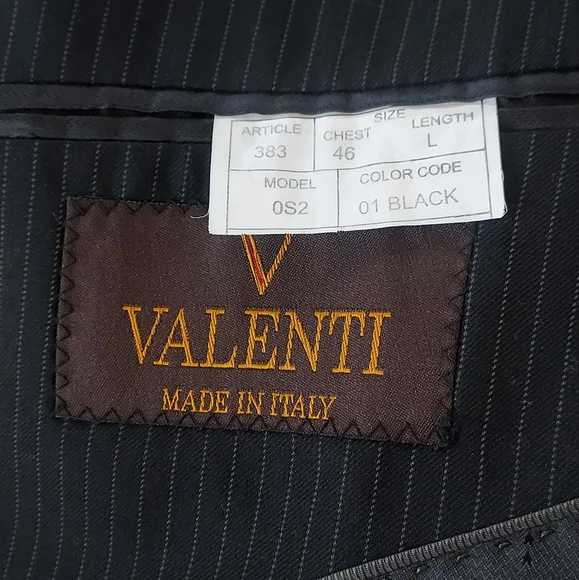 SIZE
ARTICLE CHEST LENGTH
383 46 L
MODEL COLOR CODE
0S2 01 BLACK
V
VALENTI
MADE IN ITALY